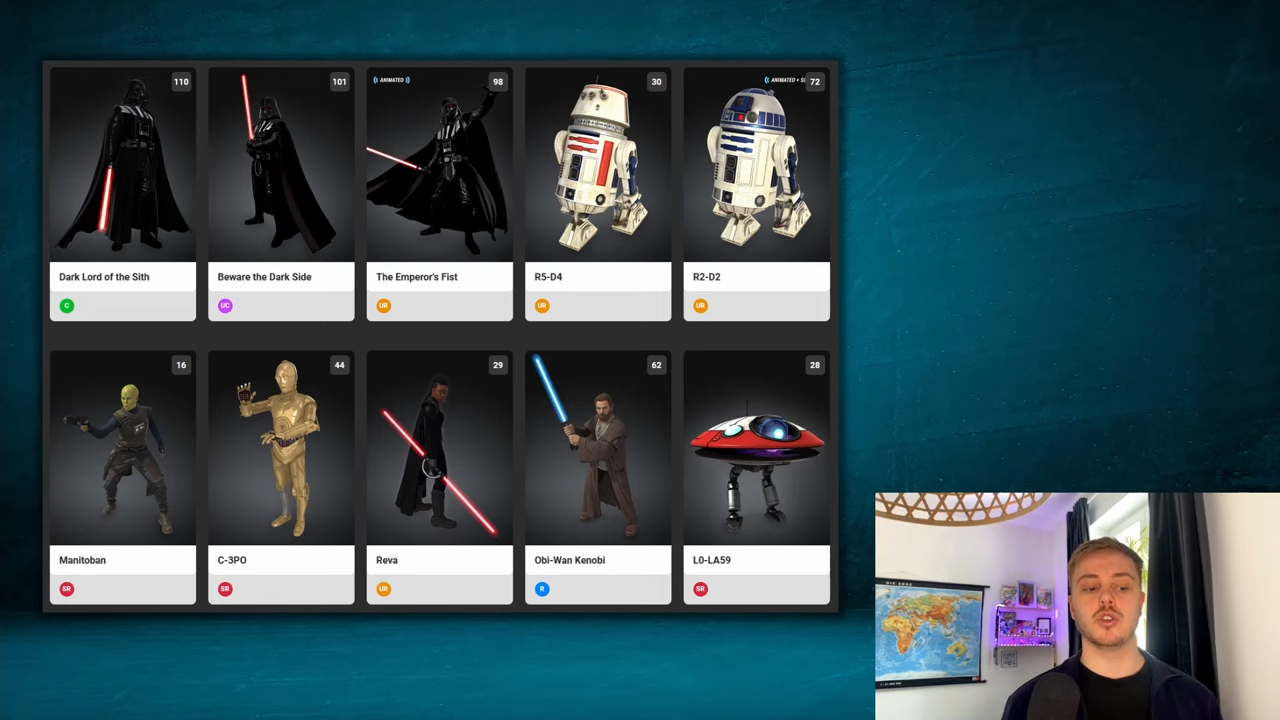 110
101
((ANIMATED))
98
30
((ANIMATED +
72
Dark Lord of the Sith
Beware the Dark Side
The Emperor's Fist
R5-D4
R2-D2
C
UC
UR
UR
UR
16
44
29
62
28
Manitoban
C-3PO
Reva
Obi-Wan Kenobi
L0-LA59
SR
SR
UR
R
SR